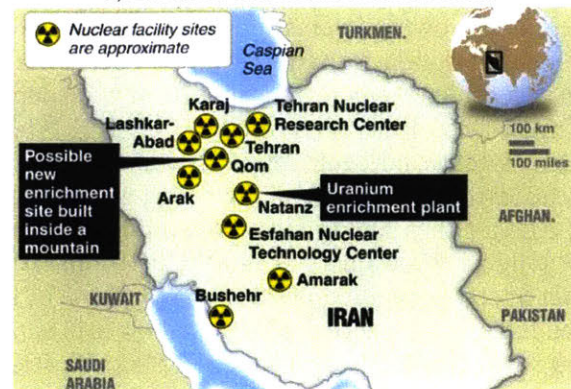 Nuclear facility sites
are approximate
TURKMEN.
Caspian
Sea
Karaj
Tehran Nuclear
Research Center
Lashkar-
Abad
Tehran
100 km
100 miles
Possible
new
enrichment
site built
inside a
mountain
Qom
Arak
Natanz
Uranium
enrichment plant
AFGHAN.
Esfahan Nuclear
Technology Center
Amarak
KUWAIT
Bushehr
IRAN
PAKISTAN
SAUDI
ARABIA